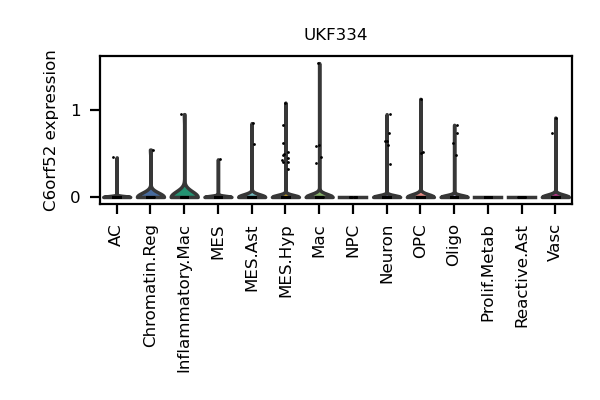 UKF334
C6orf52 expression
1
0
AC
Chromatin.Reg
Inflammatory.Mac
MES
MES.Ast
MES.Hyp
Mac
NPC
Neuron
OPC
Oligo
Prolif.Metab
Reactive.Ast
Vasc